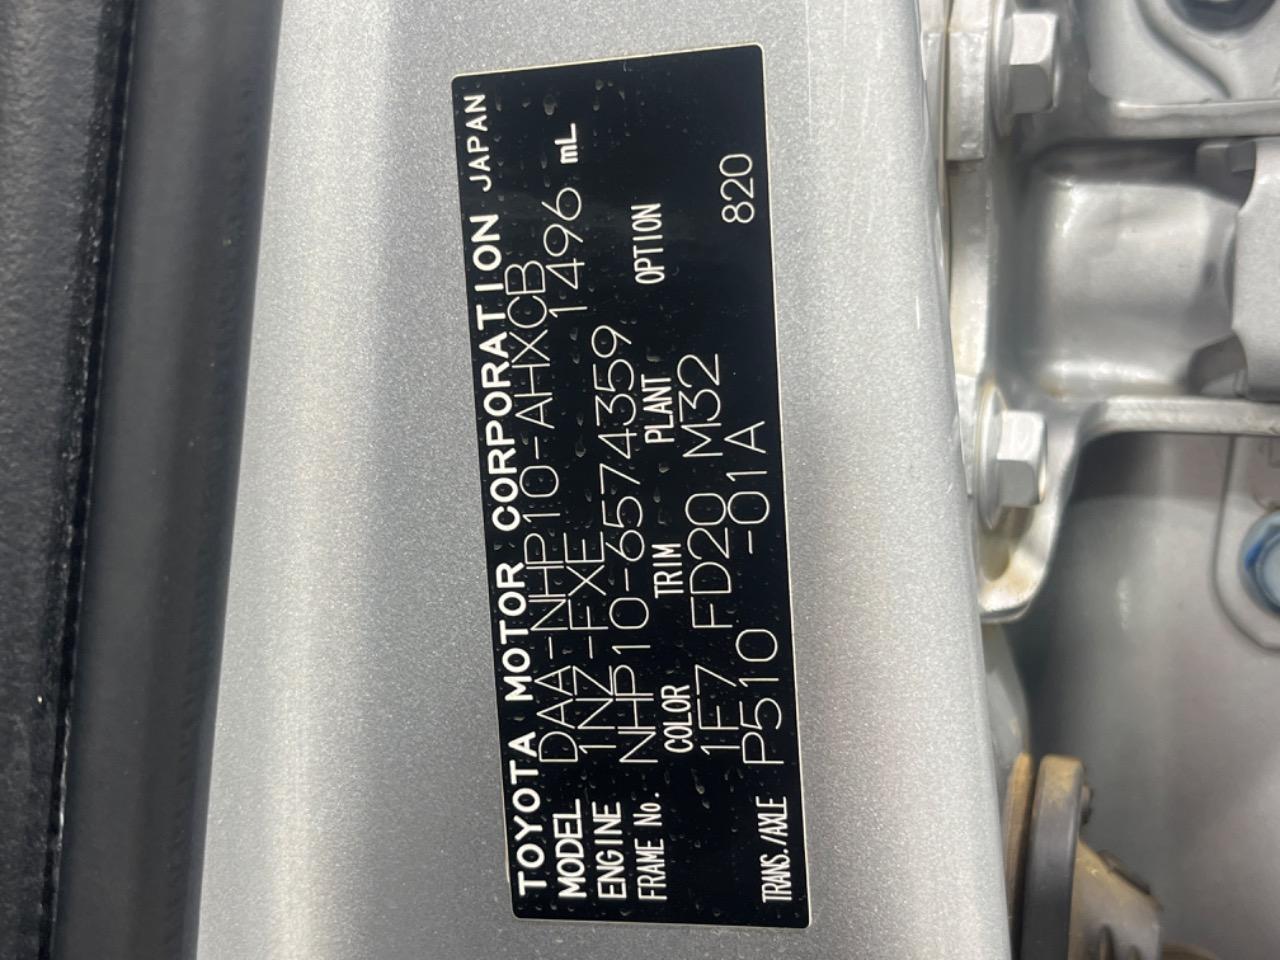 TOYOTA MOTOR CORPORATION JAPAN
MODEL DAA-NHP10-AHXCB
ENGINE 1NZ-FXE 1496 mL
FRAME No. NHP10-6574359
COLOR TRIM PLANT OPTION
1F7 FD20 M32
TRANS./AXLE P510 -01A 820